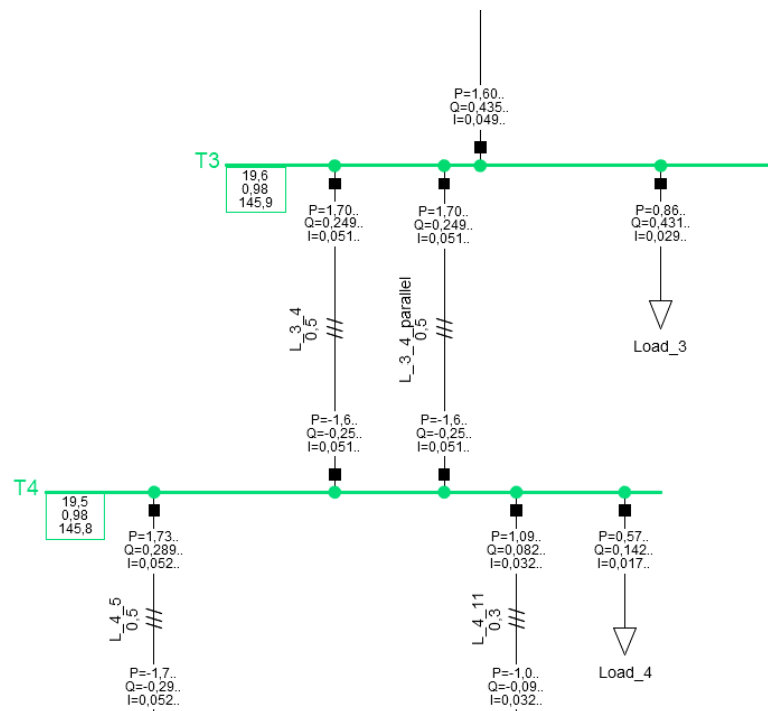 P=1,60..
Q=0,435..
I=0,049..
T3
19,6
0,98
145,9
P=1,70..
Q=0,249..
I=0,051..
P=1,70..
Q=0,249..
I=0,051..
P=0,86..
Q=0,431..
I=0,029..
L_3_4
0,5
L_3_4_parallel
0,5
Load_3
P=-1,6..
Q=-0,25..
I=0,051..
P=-1,6..
Q=-0,25..
I=0,051..
T4
19,5
0,98
145,8
P=1,73..
Q=0,289..
I=0,052..
P=1,09..
Q=0,082..
I=0,032..
P=0,57..
Q=0,142..
I=0,017..
L_4_5
0,5
L_4_11
0,3
Load_4
P=-1,7..
Q=-0,29..
I=0,052..
P=-1,0..
Q=-0,09..
I=0,032..